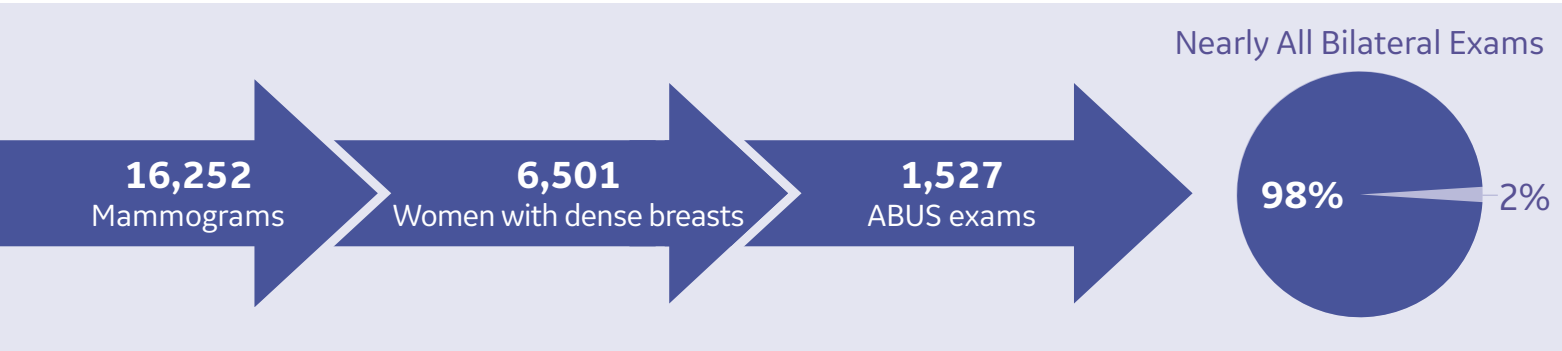 Nearly All Bilateral Exams
16,252
Mammograms
6,501
Women with dense breasts
1,527
ABUS exams
98%
2%